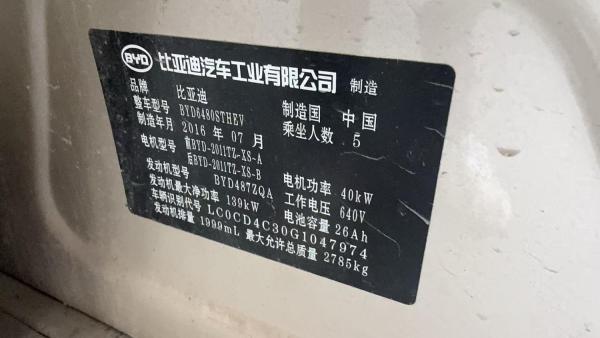 BYD 比亚迪汽车工业有限公司 制造
品牌 比亚迪 制造国 中国
整车型号 BYD6480STHEV 乘坐人数 5
制造年月 2016 年 07 月
电机型号 前BYD-2011TZ-XS-A 电机功率 40kW
后BYD-2011TZ-XS-B
发动机型号 BYD487ZQA 工作电压 640V
发动机最大净功率 139kW 电池容量 26Ah
车辆识别代号 LC0CD4C30G1047974
发动机排量 1999mL 最大允许总质量 2785kg